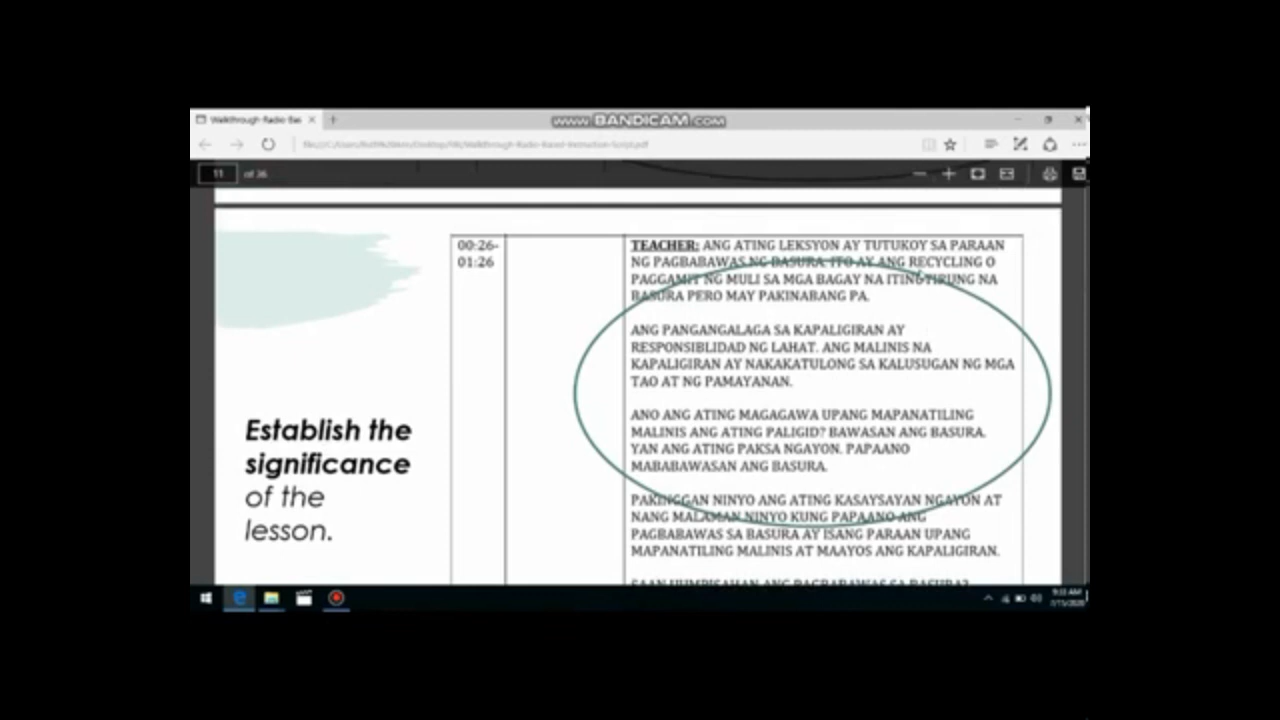 Walkthrough-Radio Bas
www.BANDICAM.com
11 of 36
00:26-
01:26
TEACHER: ANG ATING LEKSYON AY TUTUKOY SA PARAAN
NG PAGBABAWAS NG BASURA. ITO AY ANG RECYCLING O
PAGGAMIT NG MULI SA MGA BAGAY NA ITINUTIRUNG NA
BASURA PERO MAY PAKINABANG PA.
ANG PANGANGALAGA SA KAPALIGIRAN AY
RESPONSIBLIDAD NG LAHAT. ANG MALINIS NA
KAPALIGIRAN AY NAKAKATULONG SA KALUSUGAN NG MGA
TAO AT NG PAMAYANAN.
ANO ANG ATING MAGAGAWA UPANG MAPANATILING
MALINIS ANG ATING PALIGID? BAWASAN ANG BASURA.
YAN ANG ATING PAKSA NGAYON. PAPAANO
MABABAWASAN ANG BASURA.
PAKINGGAN NINYO ANG ATING KASAYSAYAN NGAYON AT
NANG MALAMAN NINYO KUNG PAPAANO ANG
PAGBABAWAS SA BASURA AY ISANG PARAAN UPANG
MAPANATILING MALINIS AT MAAYOS ANG KAPALIGIRAN.
Establish the
significance
of the
lesson.